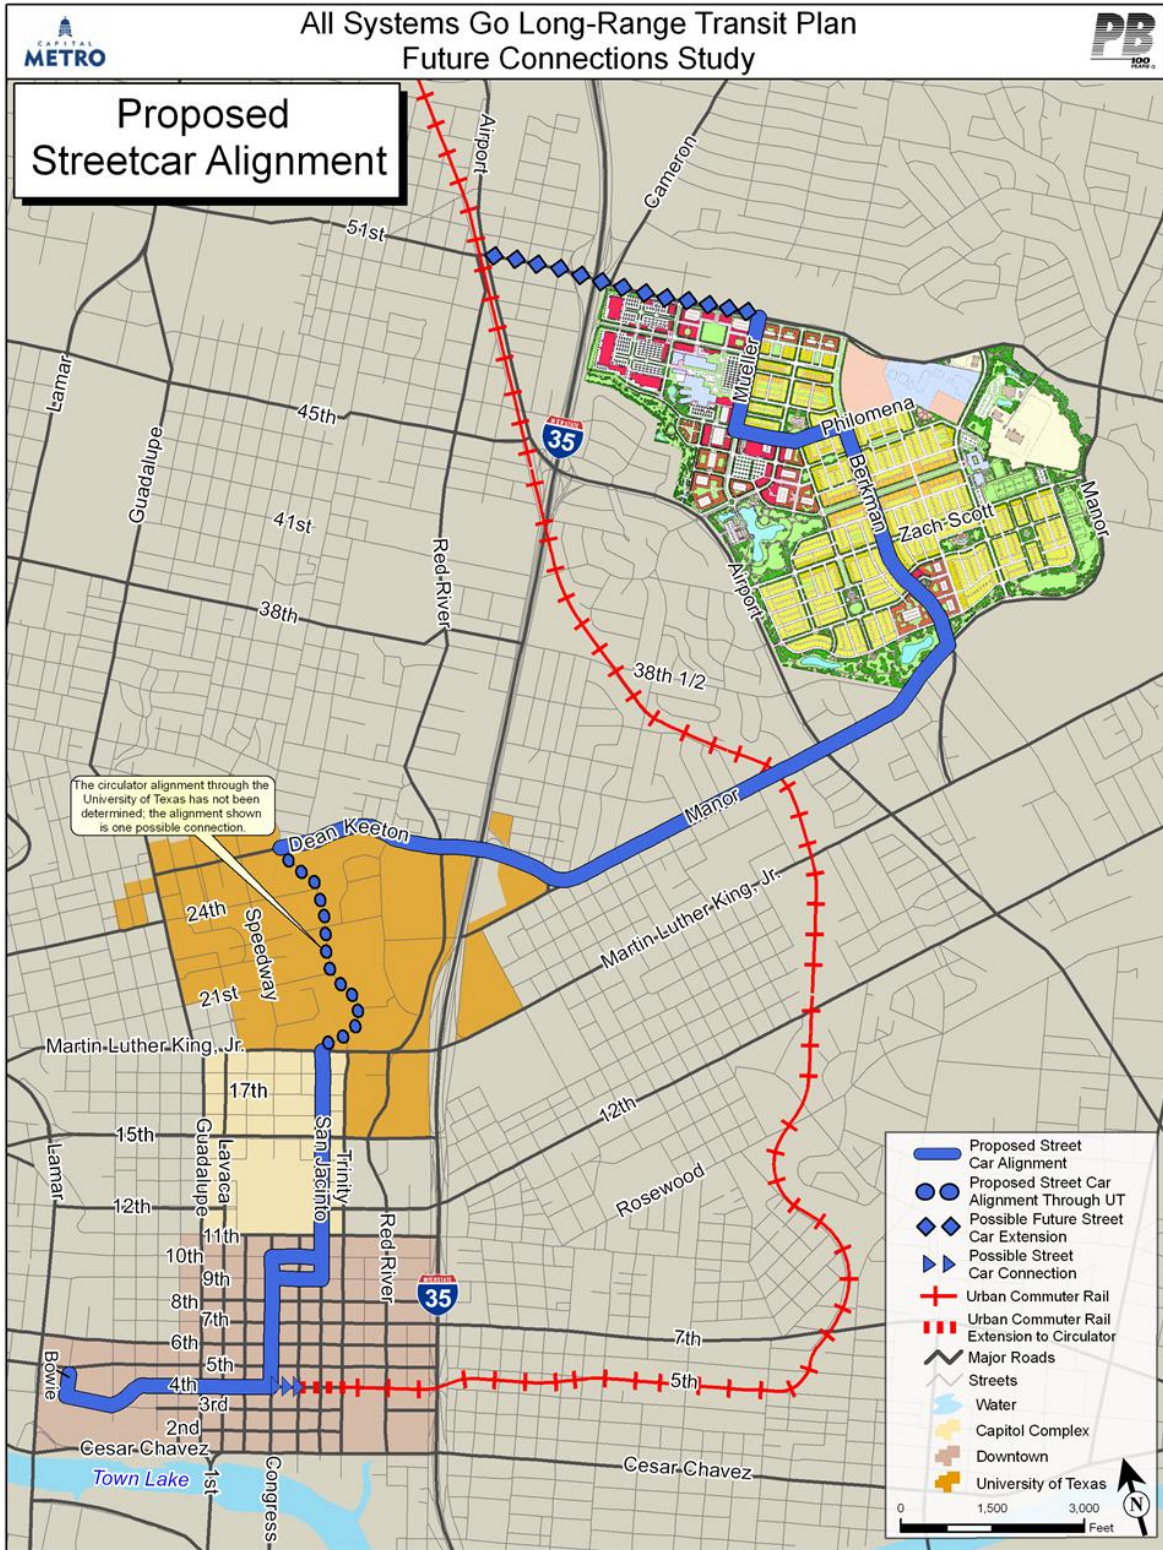 CAPITAL
METRO
All Systems Go Long-Range Transit Plan
Future Connections Study
PB
100
YEARS
Proposed
Streetcar Alignment
Airport
Cameron
51st
Lamar
Mueller
45th
35
Philomena
Guadalupe
Berkman
41st
Zach Scott
Manor
Red River
Airport
38th
38th 1/2
The circulator alignment through the
University of Texas has not been
determined; the alignment shown
is one possible connection.
Dean Keeton
Manor
24th
Speedway
Martin Luther King, Jr.
21st
Martin Luther King, Jr.
17th
12th
15th
Guadalupe
Lavaca
San Jacinto
Trinity
Lamar
Rosewood
12th
Red River
11th
10th
9th
INTERSTATE
35
8th
7th
6th
7th
Bowie
5th
4th
5th
3rd
2nd
Cesar Chavez
Cesar Chavez
Town Lake
1st
Congress
Proposed Street
Car Alignment
Proposed Street Car
Alignment Through UT
Possible Future Street
Car Extension
Possible Street
Car Connection
Urban Commuter Rail
Urban Commuter Rail
Extension to Circulator
Major Roads
Streets
Water
Capitol Complex
Downtown
University of Texas
N
0 1,500 3,000
Feet